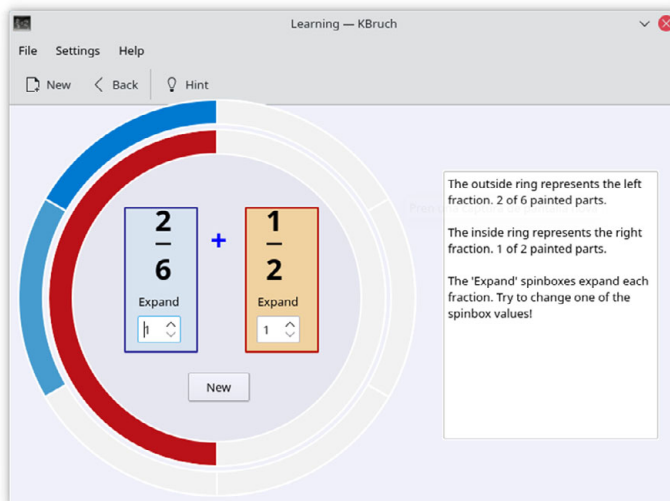 Learning — KBruch
File Settings Help
New Back Hint
2
6
Expand
1
+
1
2
Expand
1
New
The outside ring represents the left
fraction. 2 of 6 painted parts.
The inside ring represents the right
fraction. 1 of 2 painted parts.
The 'Expand' spinboxes expand each
fraction. Try to change one of the
spinbox values!